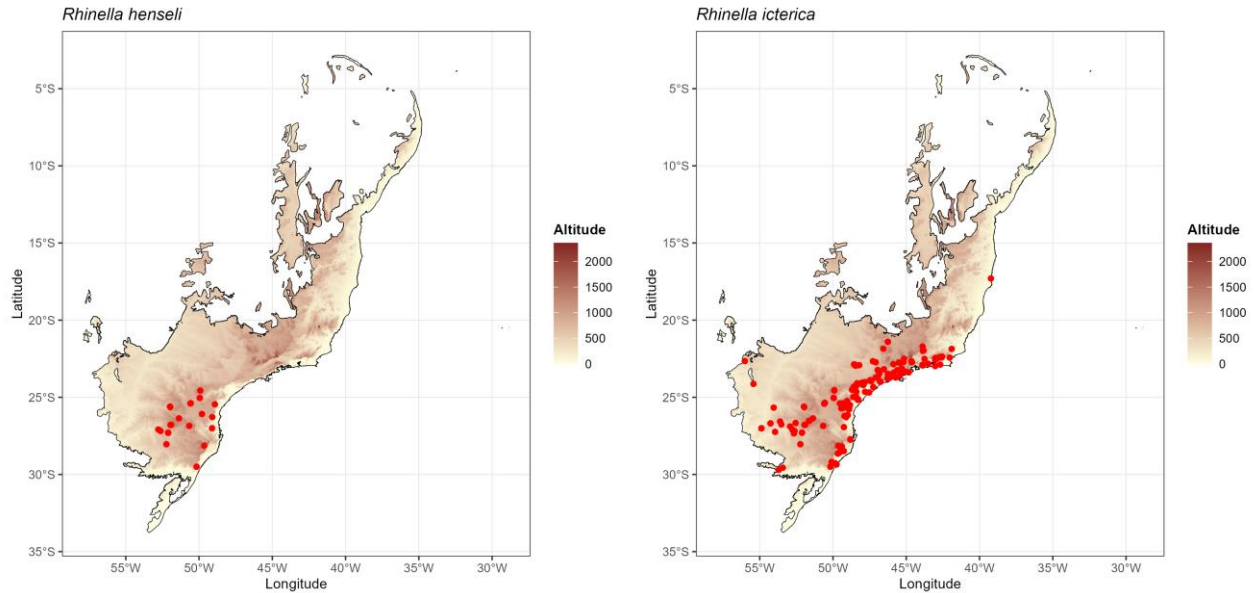 Rhinella henseli
5°S
10°S
15°S
20°S
25°S
30°S
35°S
Latitude
55°W 50°W 45°W 40°W 35°W 30°W
Longitude
Altitude
2000
1500
1000
500
0
Rhinella icterica
5°S
10°S
15°S
20°S
25°S
30°S
35°S
Latitude
55°W 50°W 45°W 40°W 35°W 30°W
Longitude
Altitude
2000
1500
1000
500
0